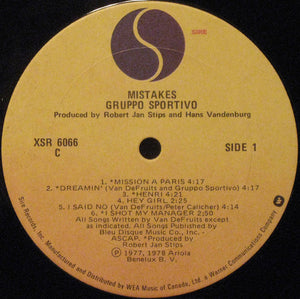 SIRE
MISTAKES
GRUPPO SPORTIVO
Produced by Robert Jan Stips and Hans Vandenburg
XSR 6066
C
SIDE 1
1. *MISSION A PARIS *4:17
2. *DREAMIN' (Van DeFruits and Gruppo Sportivo) *4:40
3. *HENRI 4:21
4. HEY GIRL 2:25
5. I SAID NO (Van DeFruits/Peter Calicher) 4:14
6. *I SHOT MY MANAGER *2:50
All Songs Written by Van DeFruits except
as indicated. All Songs Published by
Bleu Disque Music Co., Inc. -
ASCAP. *Produced by
Robert Jan Stips
℗ 1977, 1978 Ariola
Benelux B. V.
Sire Records, Inc. Manufactured and Distributed by WEA Music of Canada, Ltd. a Warner Communications Company